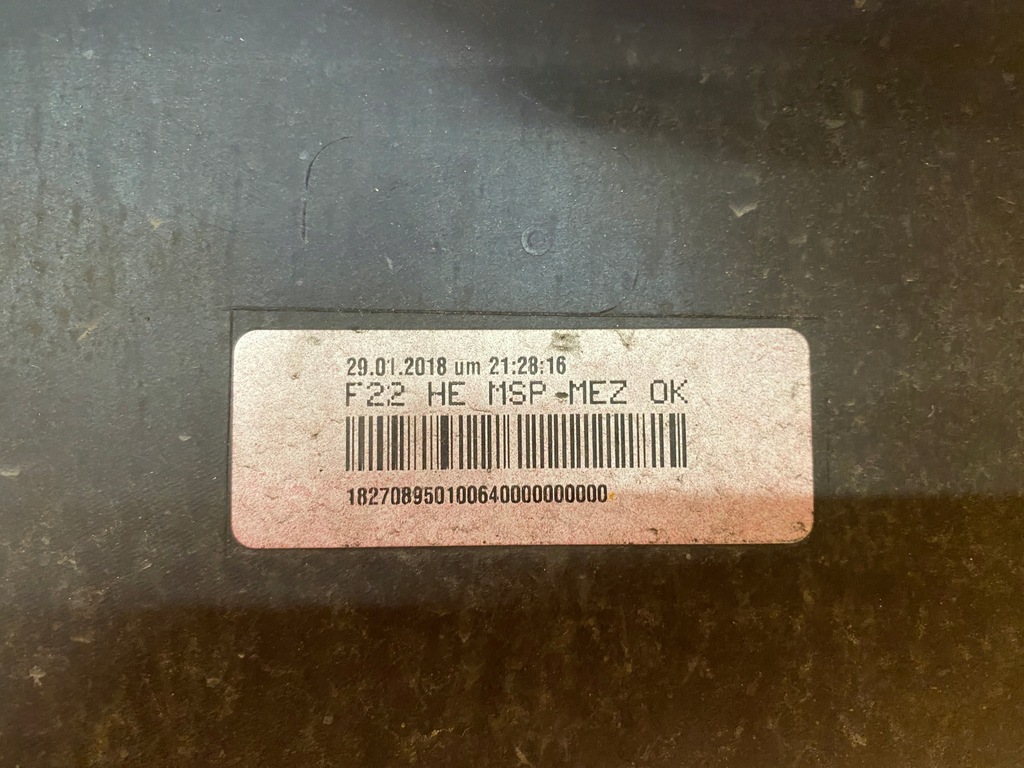 29.01.2018 um 21:28:16
F22 HE MSP-MEZ OK
182708950100640000000000